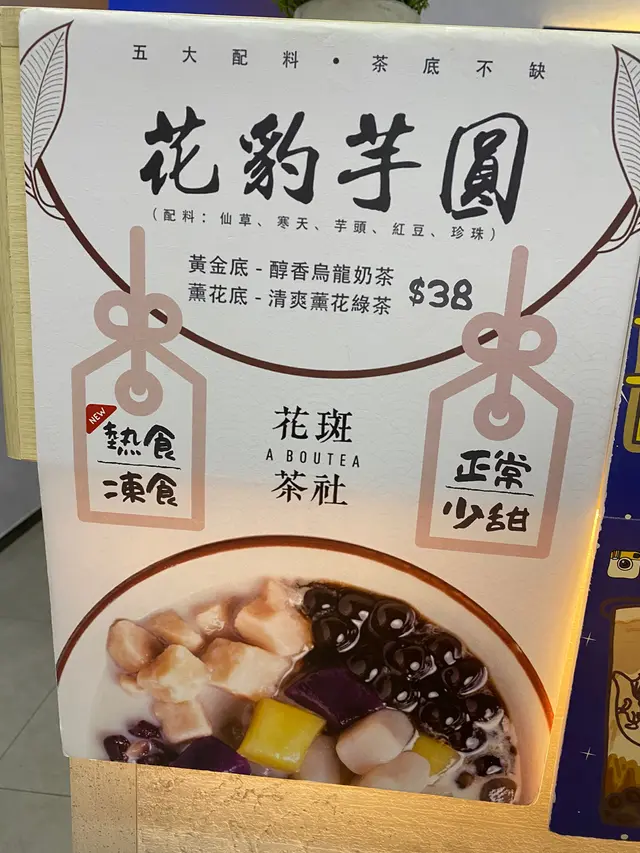 五大配料•茶底不缺
花豹芋圓
(配料：仙草、寒天、芋頭、紅豆、珍珠)
黃金底 - 醇香烏龍奶茶
薰花底 - 清爽薰花綠茶
$38
NEW
熱食
凍食
花斑
A BOUTEA
茶社
正常
少甜